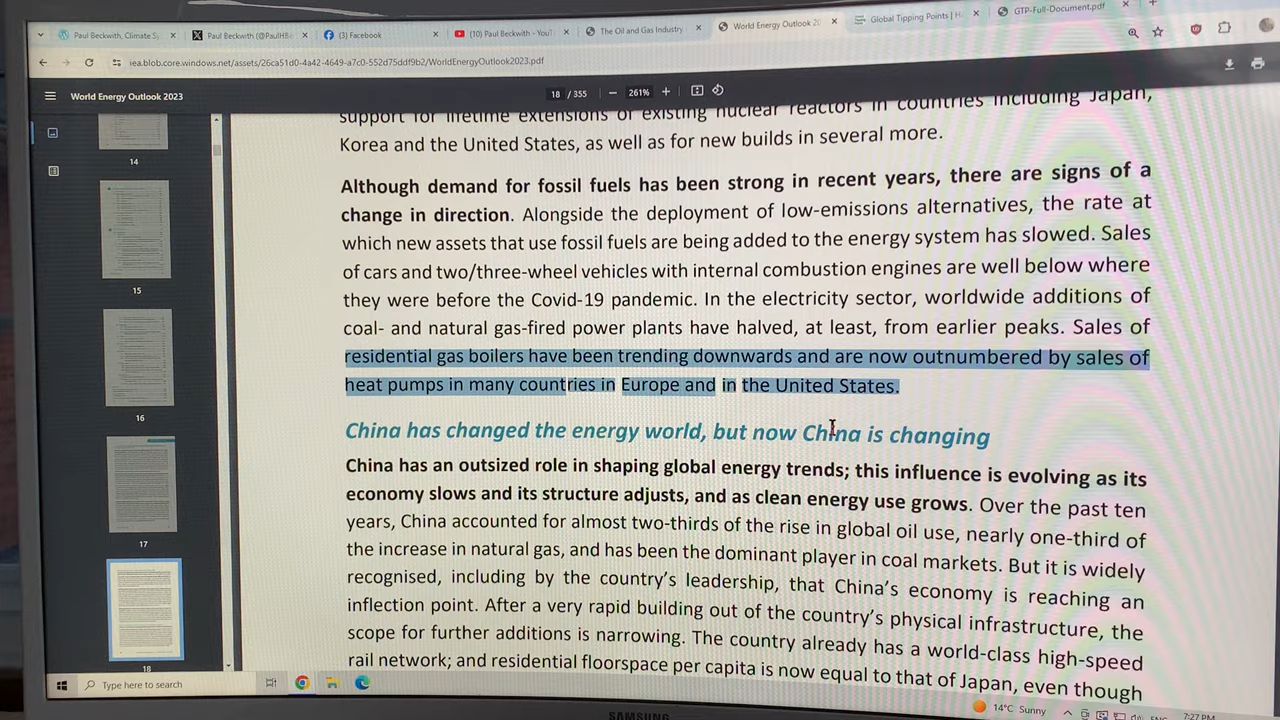 Paul Beckwith, Climate Sy
Paul Beckwith (@PaulHBe
(3) Facebook
(10) Paul Beckwith - YouT
The Oil and Gas Industry
World Energy Outlook 20
Global Tipping Points | H
GTP-Full-Document.pdf
iea.blob.core.windows.net/assets/26ca51d0-4a42-4649-a7c0-552d75ddf9b2/WorldEnergyOutlook2023.pdf
World Energy Outlook 2023
18 / 355
261%
14
15
16
17
18
support for lifetime extensions of existing nuclear reactors in countries including Japan,
Korea and the United States, as well as for new builds in several more.
Although demand for fossil fuels has been strong in recent years, there are signs of a
change in direction. Alongside the deployment of low-emissions alternatives, the rate at
which new assets that use fossil fuels are being added to the energy system has slowed. Sales
of cars and two/three-wheel vehicles with internal combustion engines are well below where
they were before the Covid-19 pandemic. In the electricity sector, worldwide additions of
coal- and natural gas-fired power plants have halved, at least, from earlier peaks. Sales of
residential gas boilers have been trending downwards and are now outnumbered by sales of
heat pumps in many countries in Europe and in the United States.
China has changed the energy world, but now China is changing
China has an outsized role in shaping global energy trends; this influence is evolving as its
economy slows and its structure adjusts, and as clean energy use grows. Over the past ten
years, China accounted for almost two-thirds of the rise in global oil use, nearly one-third of
the increase in natural gas, and has been the dominant player in coal markets. But it is widely
recognised, including by the country's leadership, that China's economy is reaching an
inflection point. After a very rapid building out of the country's physical infrastructure, the
scope for further additions is narrowing. The country already has a world-class high-speed
rail network; and residential floorspace per capita is now equal to that of Japan, even though
Type here to search
14°C Sunny
ENG
7:27 PM
SAMSUNG